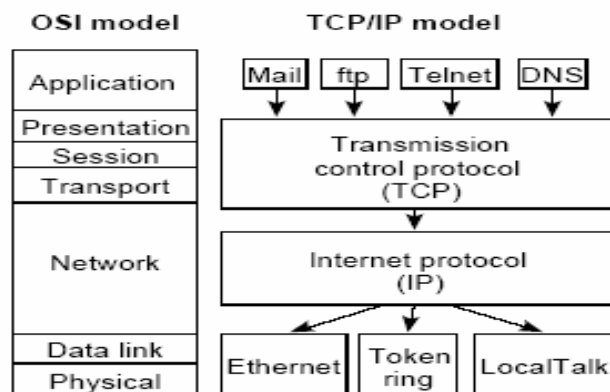 OSI model
Application
Presentation
Session
Transport
Network
Data link
Physical
TCP/IP model
Mail
ftp
Telnet
DNS
Transmission
control protocol
(TCP)
Internet protocol
(IP)
Ethernet
Token
ring
LocalTalk